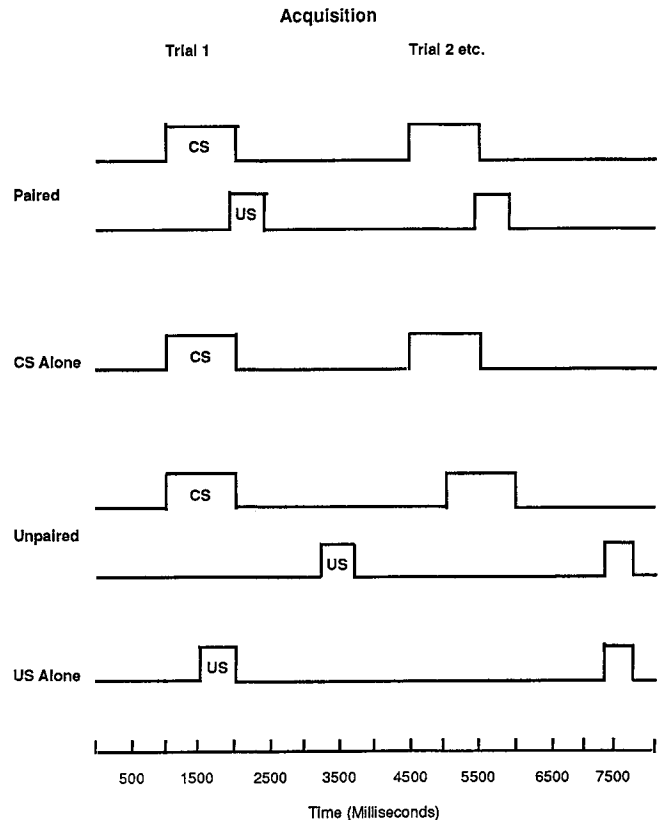 Acquisition
Trial 1 Trial 2 etc.
CS
Paired
US
CS Alone CS
CS
Unpaired
US
US Alone US
500 1500 2500 3500 4500 5500 6500 7500
Time (Milliseconds)